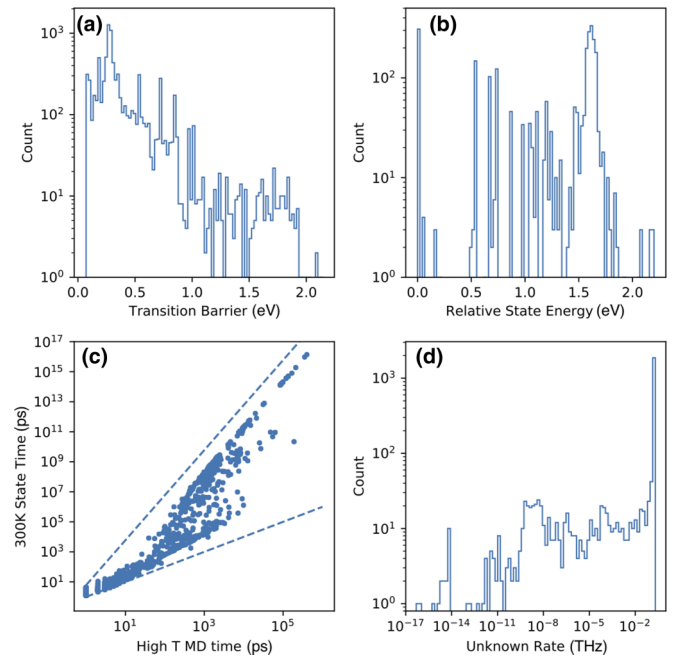 (a)
Count
10³
10²
10¹
10⁰
0.0 0.5 1.0 1.5 2.0
Transition Barrier (eV)
(b)
Count
10²
10¹
10⁰
0.0 0.5 1.0 1.5 2.0
Relative State Energy (eV)
(c)
300K State Time (ps)
10¹⁷
10¹⁵
10¹³
10¹¹
10⁹
10⁷
10⁵
10³
10¹
10¹ 10³ 10⁵
High T MD time (ps)
(d)
Count
10³
10²
10¹
10⁰
10⁻¹⁷ 10⁻¹⁴ 10⁻¹¹ 10⁻⁸ 10⁻⁵ 10⁻²
Unknown Rate (THz)